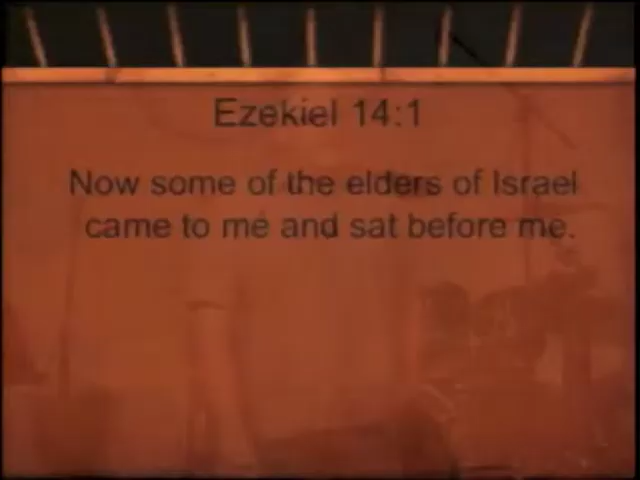 Ezekiel 14:1
Now some of the elders of Israel
came to me and sat before me.